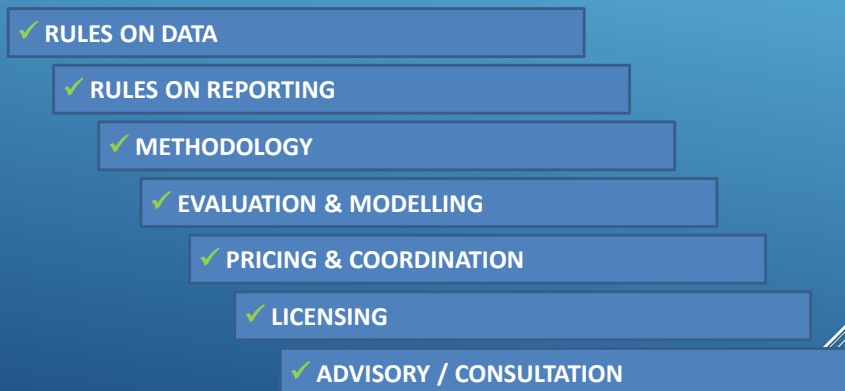 ✓ RULES ON DATA
✓ RULES ON REPORTING
✓ METHODOLOGY
✓ EVALUATION & MODELLING
✓ PRICING & COORDINATION
✓ LICENSING
✓ ADVISORY / CONSULTATION